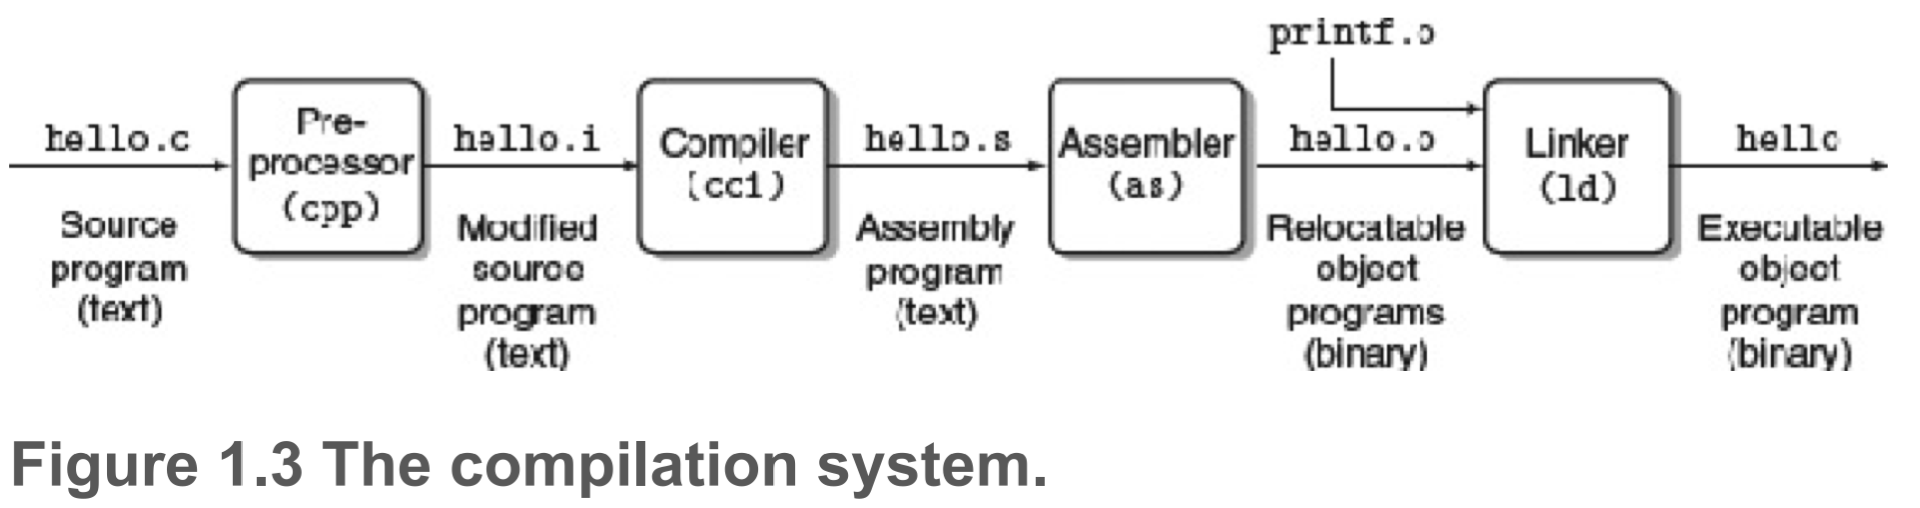 printf.o
hello.c
Pre-
processor
(cpp)
hello.i
Compiler
(cc1)
hello.s
Assembler
(as)
hello.o
Linker
(ld)
hello
Source
program
(text)
Modified
source
program
(text)
Assembly
program
(text)
Relocatable
object
programs
(binary)
Executable
object
program
(binary)
Figure 1.3 The compilation system.